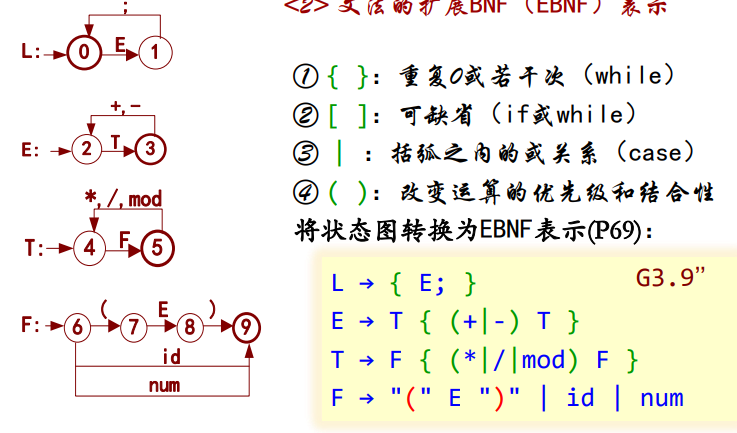 <2> 文法的扩展BNF（EBNF）表示
;
L: 0 E 1
+,-
E: 2 T 3
*,/,mod
T: 4 F 5
F: 6 ( 7 E 8 ) 9
id
num
① { }: 重复0或若干次（while）
② [ ]: 可缺省（if或while）
③ | : 括弧之内的或关系（case）
④ ( ): 改变运算的优先级和结合性
将状态图转换为EBNF表示(P69):
G3.9”
L → { E; }
E → T { (+|-) T }
T → F { (*|/|mod) F }
F → "(" E ")" | id | num